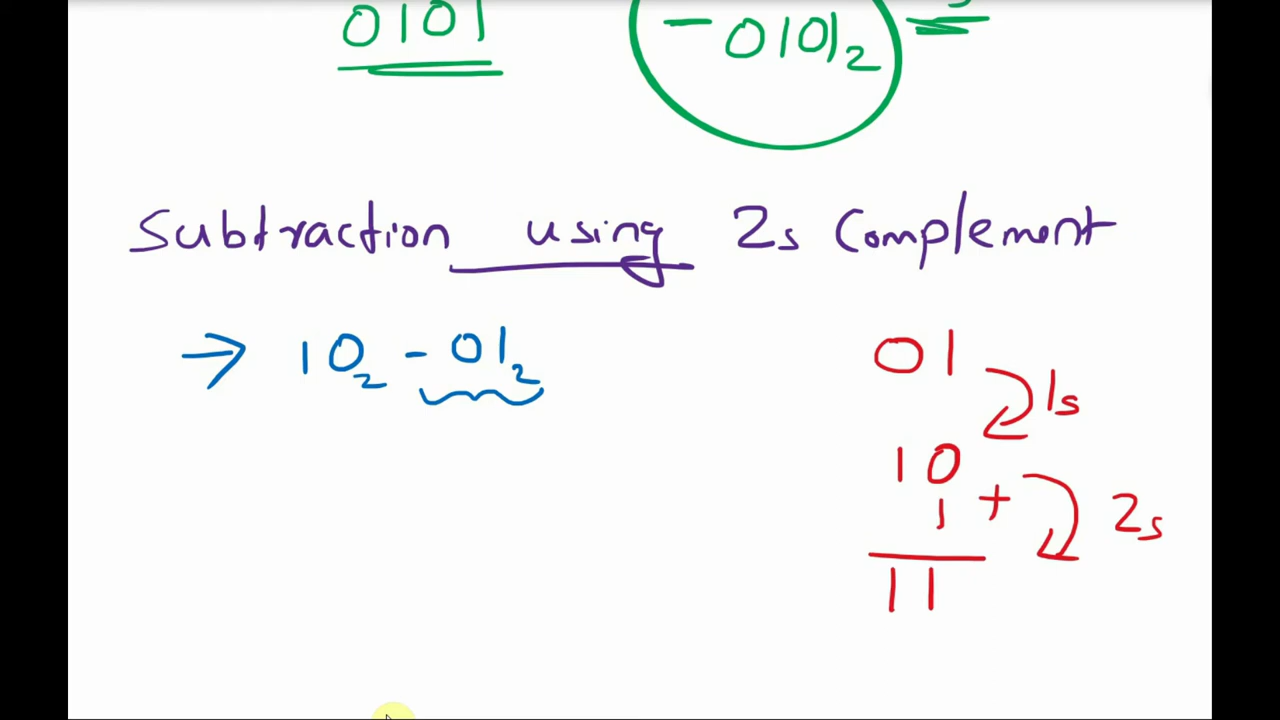 0101 -0101₂
Subtraction using 2s Complement
→ 10₂ - 01₂
01
1s
10
1 +
2s
11